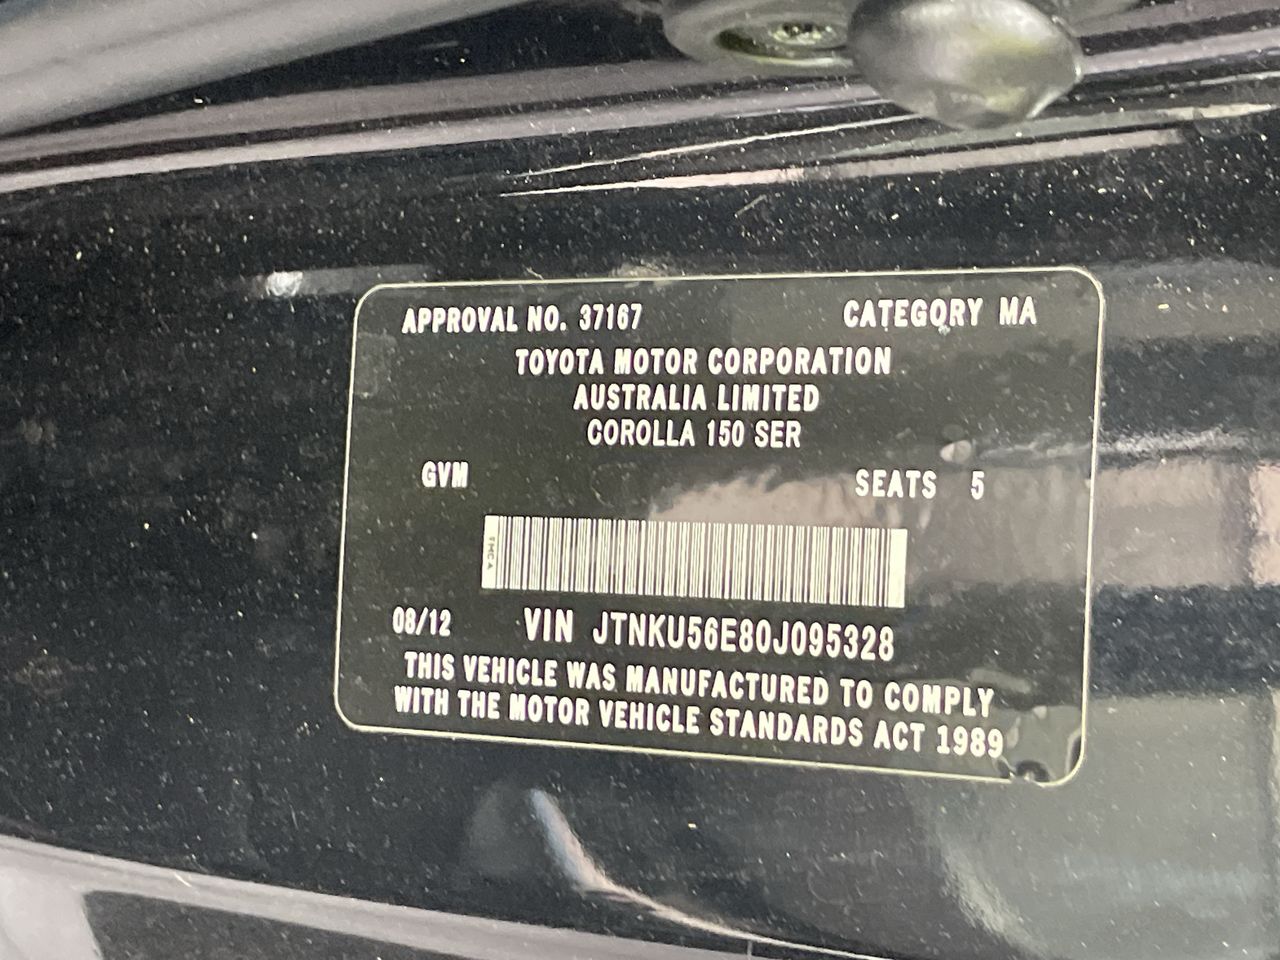 APPROVAL NO. 37167 CATEGORY MA
TOYOTA MOTOR CORPORATION
AUSTRALIA LIMITED
COROLLA 150 SER
GVM SEATS 5
TMCA
08/12 VIN JTNKU56E80J095328
THIS VEHICLE WAS MANUFACTURED TO COMPLY
WITH THE MOTOR VEHICLE STANDARDS ACT 1989